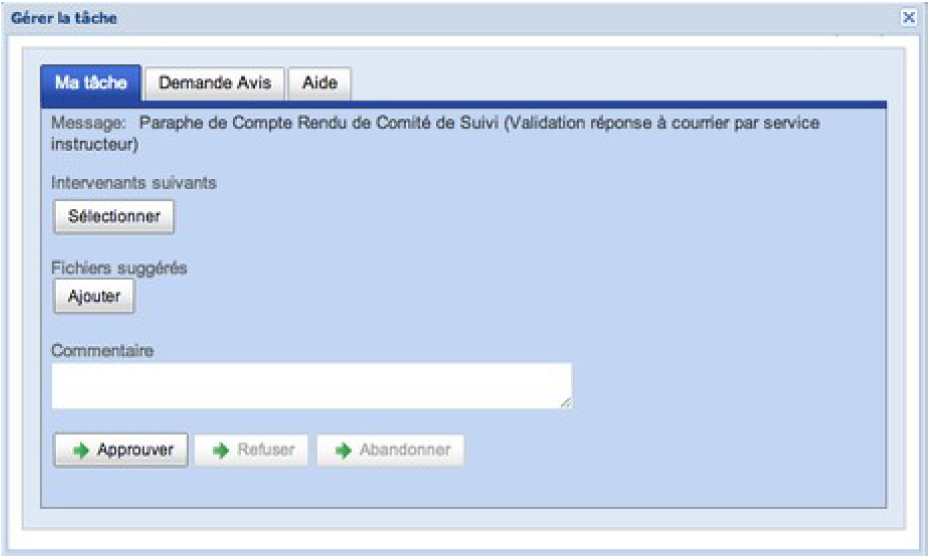 Gérer la tâche
Ma tâche Demande Avis Aide
Message: Paraphe de Compte Rendu de Comité de Suivi (Validation réponse à courrier par service
instructeur)
Intervenants suivants
Sélectionner
Fichiers suggérés
Ajouter
Commentaire
Approuver Refuser Abandonner